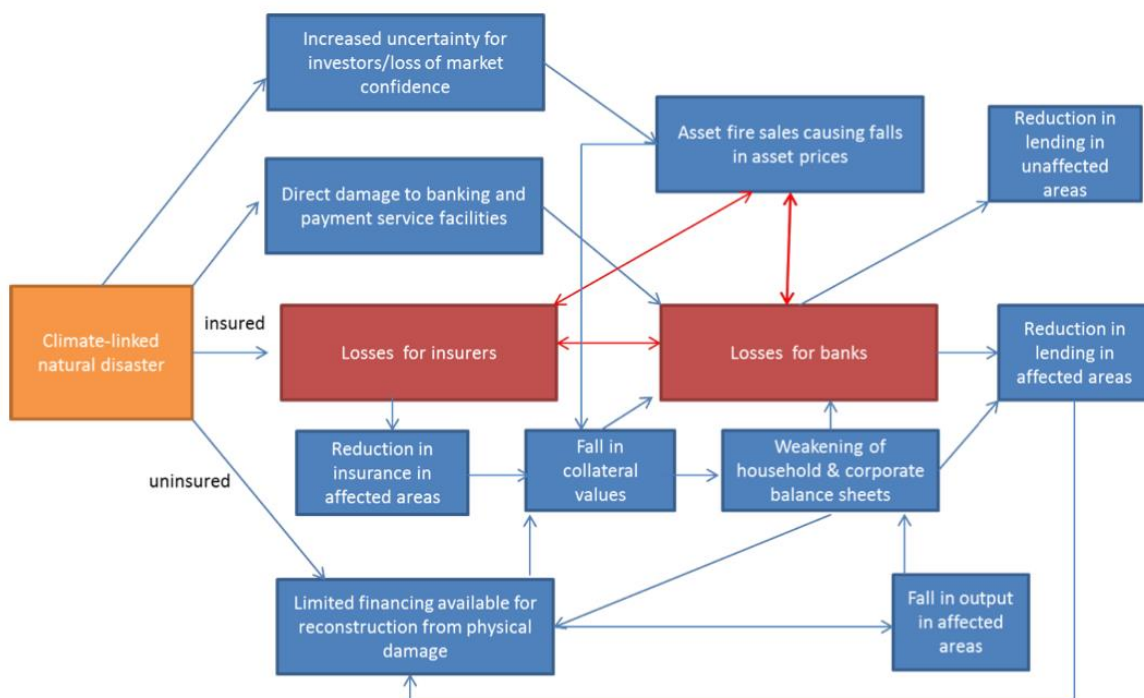 Increased uncertainty for
investors/loss of market
confidence
Asset fire sales causing falls
in asset prices
Reduction in
lending in
unaffected
areas
Direct damage to banking and
payment service facilities
Climate-linked
natural disaster
insured
Losses for insurers
Losses for banks
Reduction in
lending in
affected areas
uninsured
Reduction in
insurance in
affected areas
Fall in
collateral
values
Weakening of
household & corporate
balance sheets
Limited financing available for
reconstruction from physical
damage
Fall in output
in affected
areas